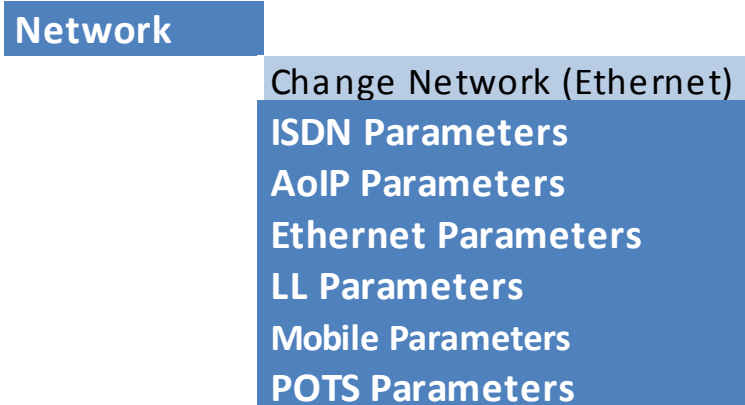 Network
Change Network (Ethernet)
ISDN Parameters
AoIP Parameters
Ethernet Parameters
LL Parameters
Mobile Parameters
POTS Parameters